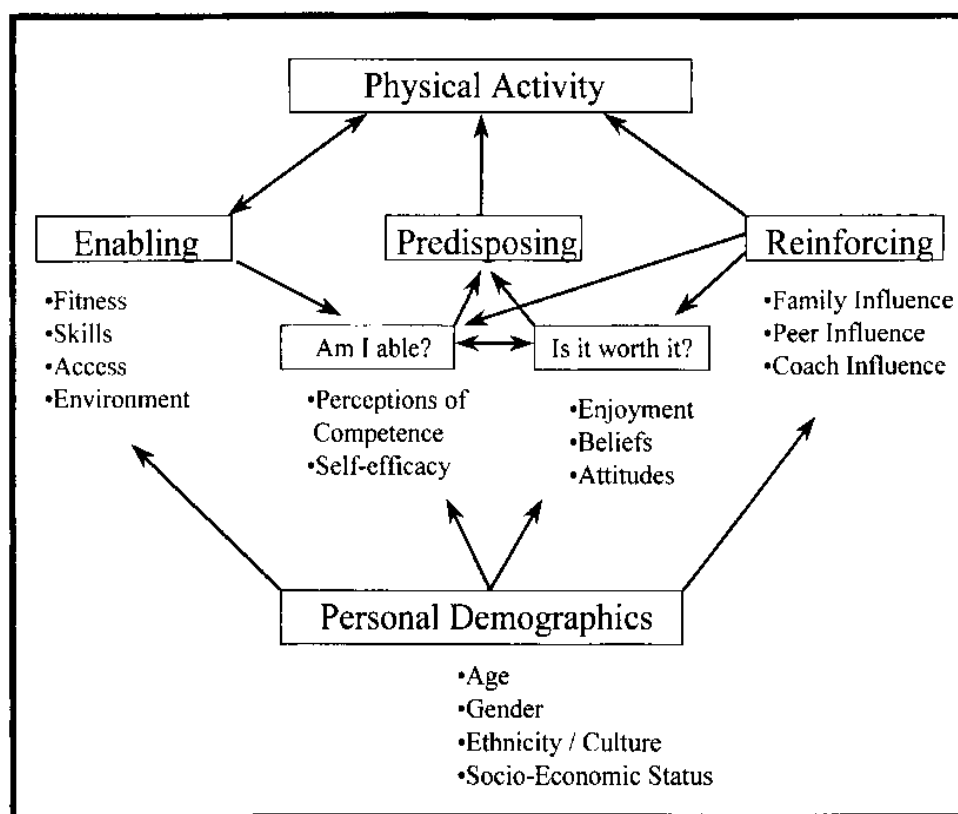 Physical Activity
Enabling
Predisposing
Reinforcing
•Fitness
•Skills
•Access
•Environment
Am I able?
Is it worth it?
•Family Influence
•Peer Influence
•Coach Influence
•Perceptions of
Competence
•Self-efficacy
•Enjoyment
•Beliefs
•Attitudes
Personal Demographics
•Age
•Gender
•Ethnicity / Culture
•Socio-Economic Status